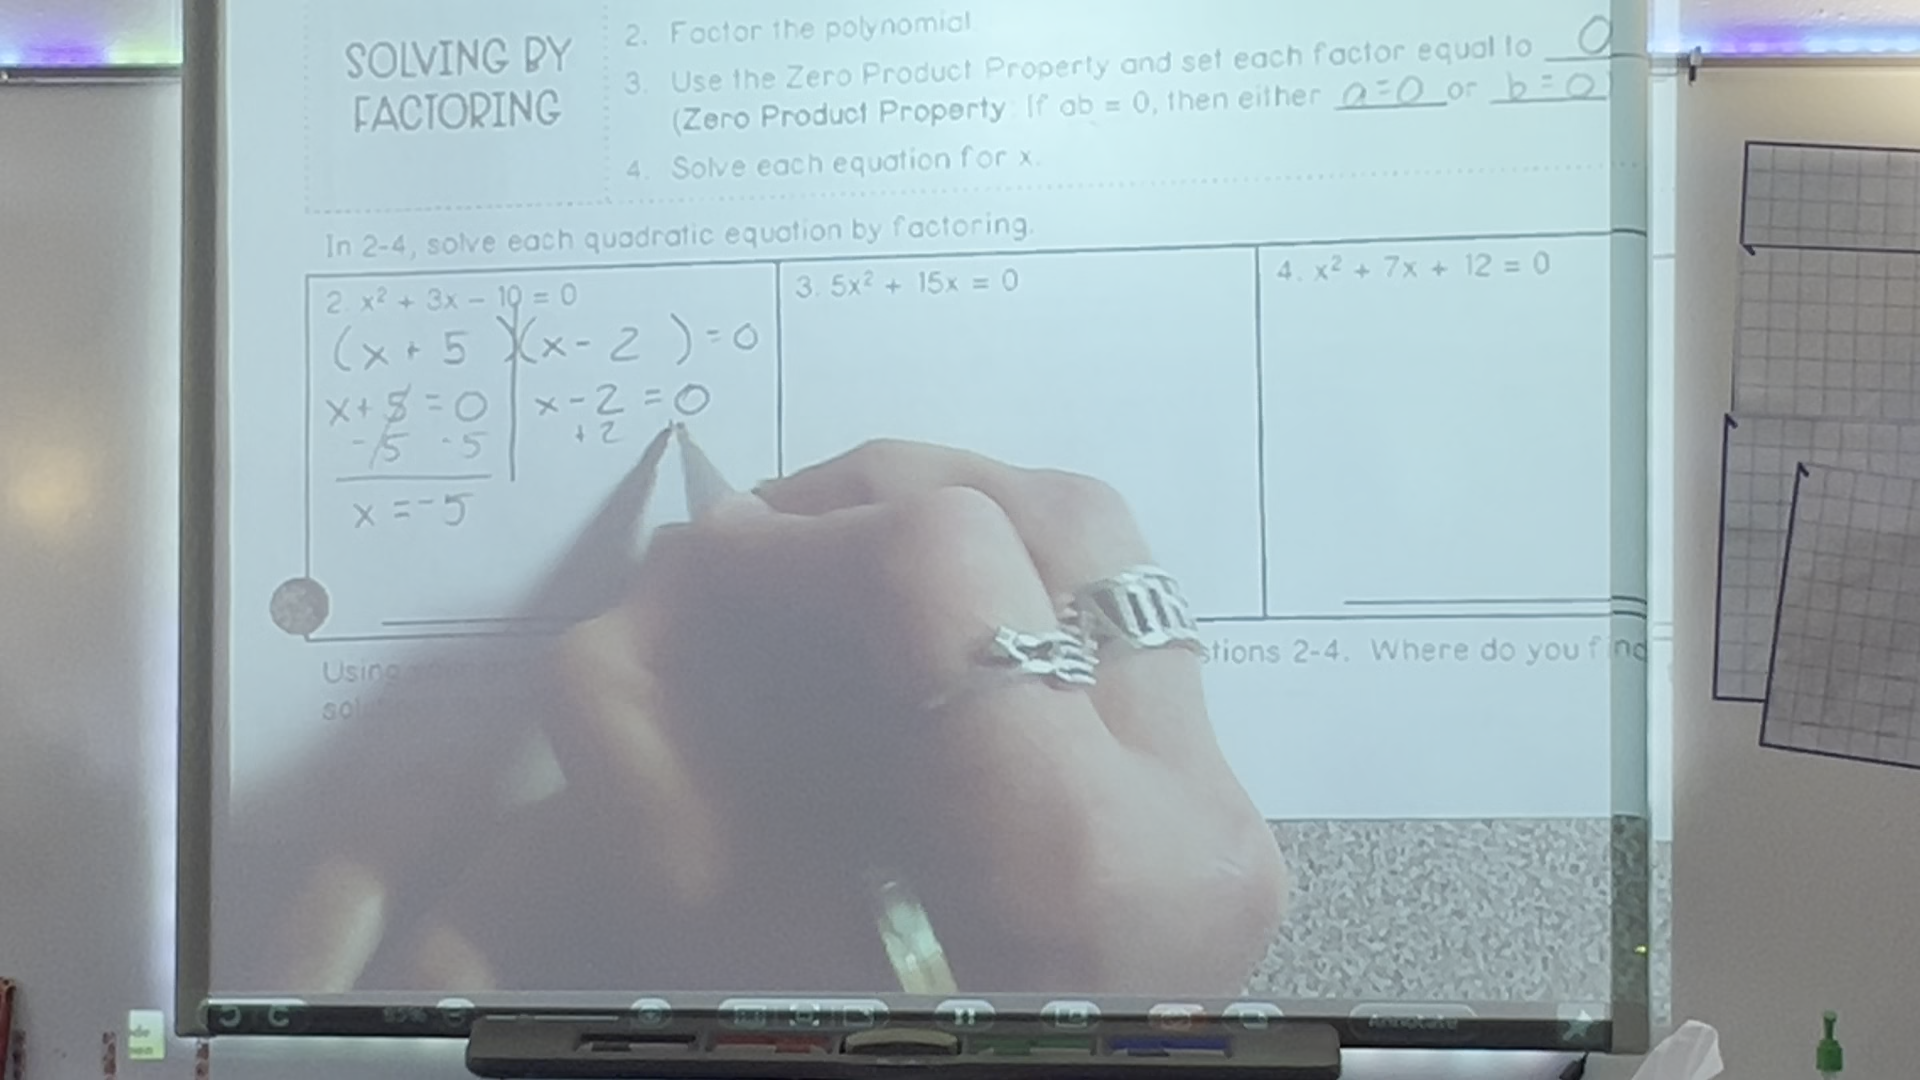 SOLVING BY
FACTORING
2. Factor the polynomial
3. Use the Zero Product Property and set each factor equal to 0
(Zero Product Property: If ab = 0, then either a=0 or b=0)
4. Solve each equation for x.
In 2-4, solve each quadratic equation by factoring.
2. x² + 3x - 10 = 0
(x + 5)(x - 2) = 0
x + 5 = 0
- 5 - 5
x = -5
x - 2 = 0
+ 2
3. 5x² + 15x = 0
4. x² + 7x + 12 = 0
Using
stions 2-4. Where do you find
Annotate